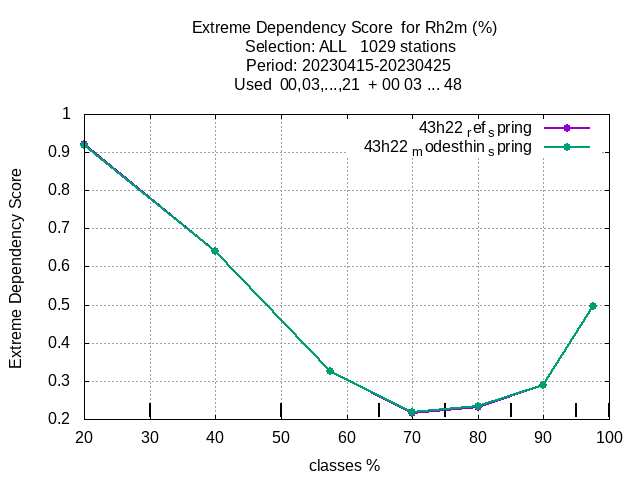 Extreme Dependency Score  for Rh2m (%)
Selection: ALL   1029 stations
Period: 20230415-20230425
Used  00,03,...,21  + 00 03 ... 48
43h22 ref spring
43h22 modesthin spring
1
0.9
0.8
0.7
0.6
0.5
0.4
0.3
0.2
Extreme Dependency Score
20 30 40 50 60 70 80 90 100
classes %